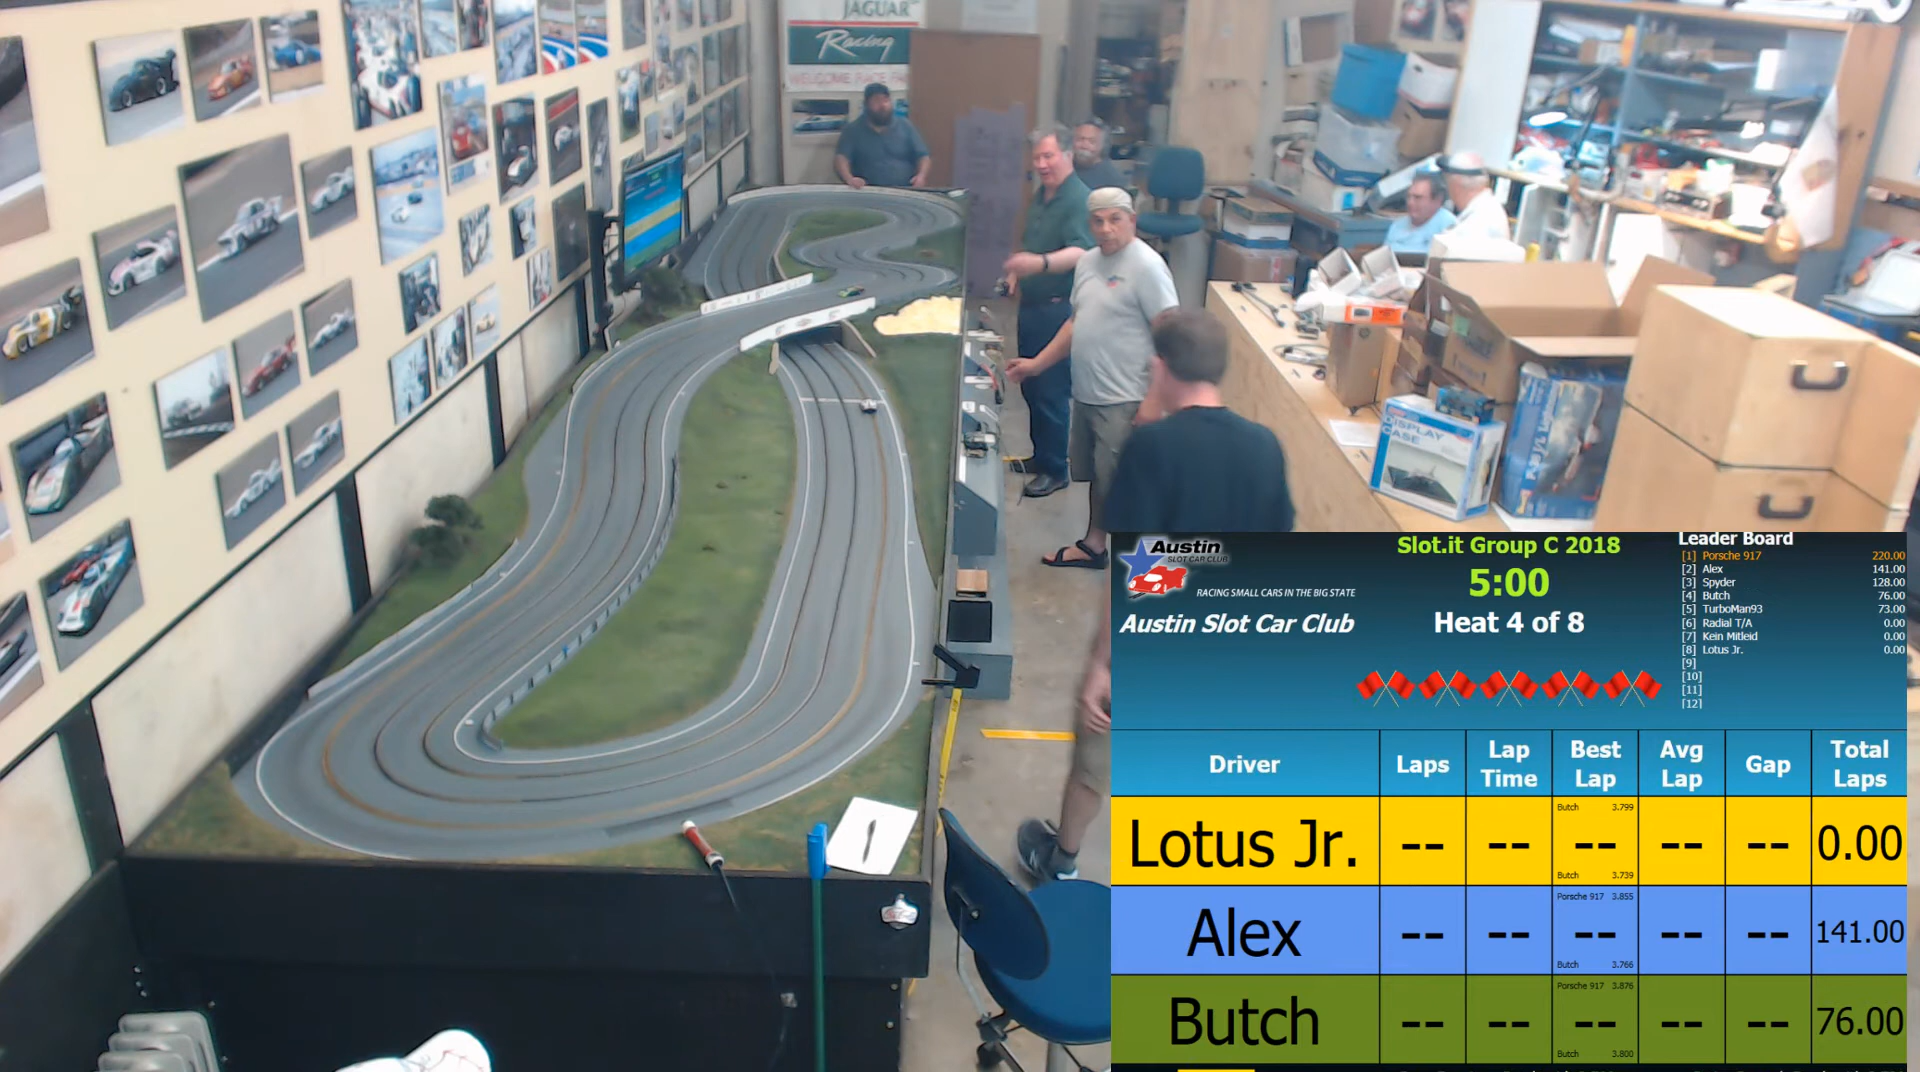 JAGUAR
Racing
WELCOME RACE FA
DISPLAY
CASE
Austin
SLOT CAR CLUB
RACING SMALL CARS IN THE BIG STATE
Austin Slot Car Club
Slot.it Group C 2018
5:00
Heat 4 of 8
Leader Board
[1] Porsche 917 220.00
[2] Alex 141.00
[3] Spyder 128.00
[4] Butch 76.00
[5] TurboMan93 73.00
[6] Radial T/A 0.00
[7] Kein Mitleid 0.00
[8] Lotus Jr. 0.00
[9]
[10]
[11]
[12]
Driver Laps Lap Time Best Lap Avg Lap Gap Total Laps
Butch 3.799
Lotus Jr. -- -- -- -- -- 0.00
Butch 3.739
Porsche 917 3.855
Alex -- -- -- -- -- 141.00
Butch 3.766
Porsche 917 3.876
Butch -- -- -- -- -- 76.00
Butch 3.800